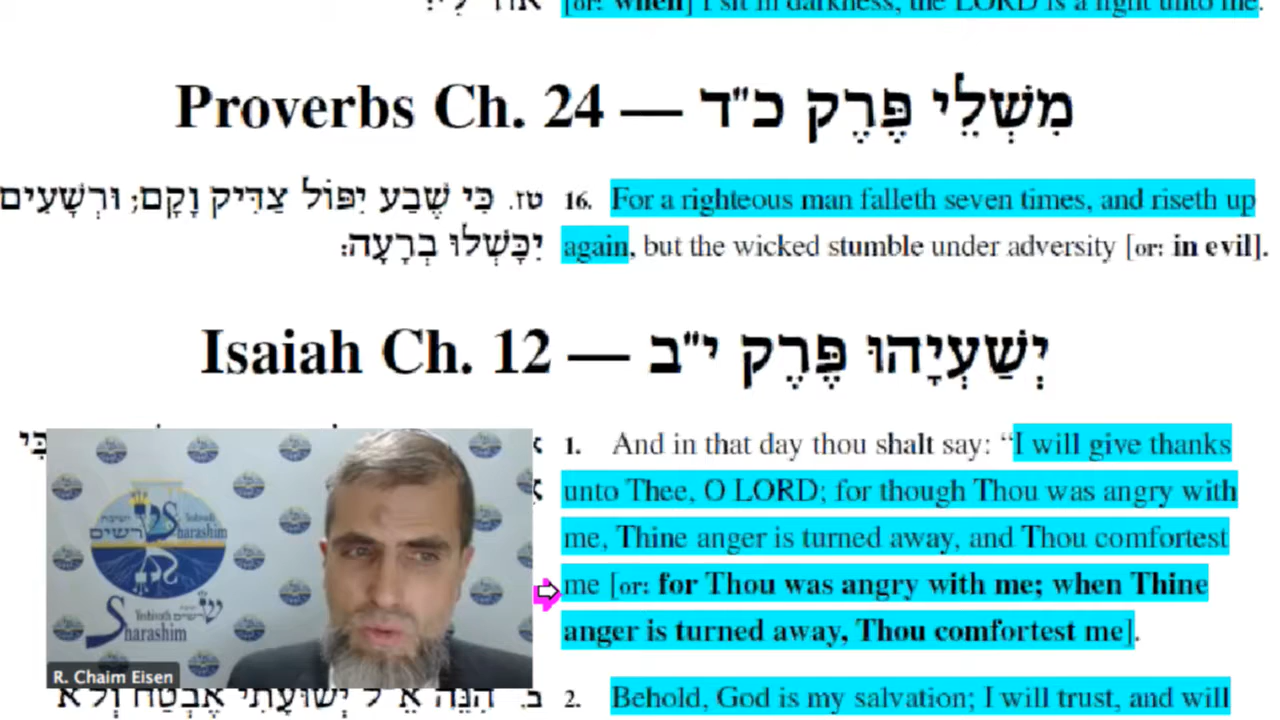 [or: when] I sit in darkness, the LORD is a light unto me.
Proverbs Ch. 24 — מִשְׁלֵי פֶּרֶק כ"ד
טז. כִּי שֶׁבַע יִפּוֹל צַדִּיק וָקָם; וּרְשָׁעִים
יִכָּשְׁלוּ בְרָעָה:
16. For a righteous man falleth seven times, and riseth up
again, but the wicked stumble under adversity [or: in evil].
Isaiah Ch. 12 — יְשַׁעְיָהוּ פֶּרֶק י"ב
1. And in that day thou shalt say: “I will give thanks
unto Thee, O LORD; for though Thou was angry with
me, Thine anger is turned away, and Thou comfortest
me [or: for Thou was angry with me; when Thine
anger is turned away, Thou comfortest me].
Yeshivath
Sharashim
ישיבת
שרשים
Yeshivath
Sharashim
R. Chaim Eisen
ב. הִנֵּה אֵ־ל יְשׁוּעָתִי אֶבְטַח וְלֹא
2. Behold, God is my salvation; I will trust, and will